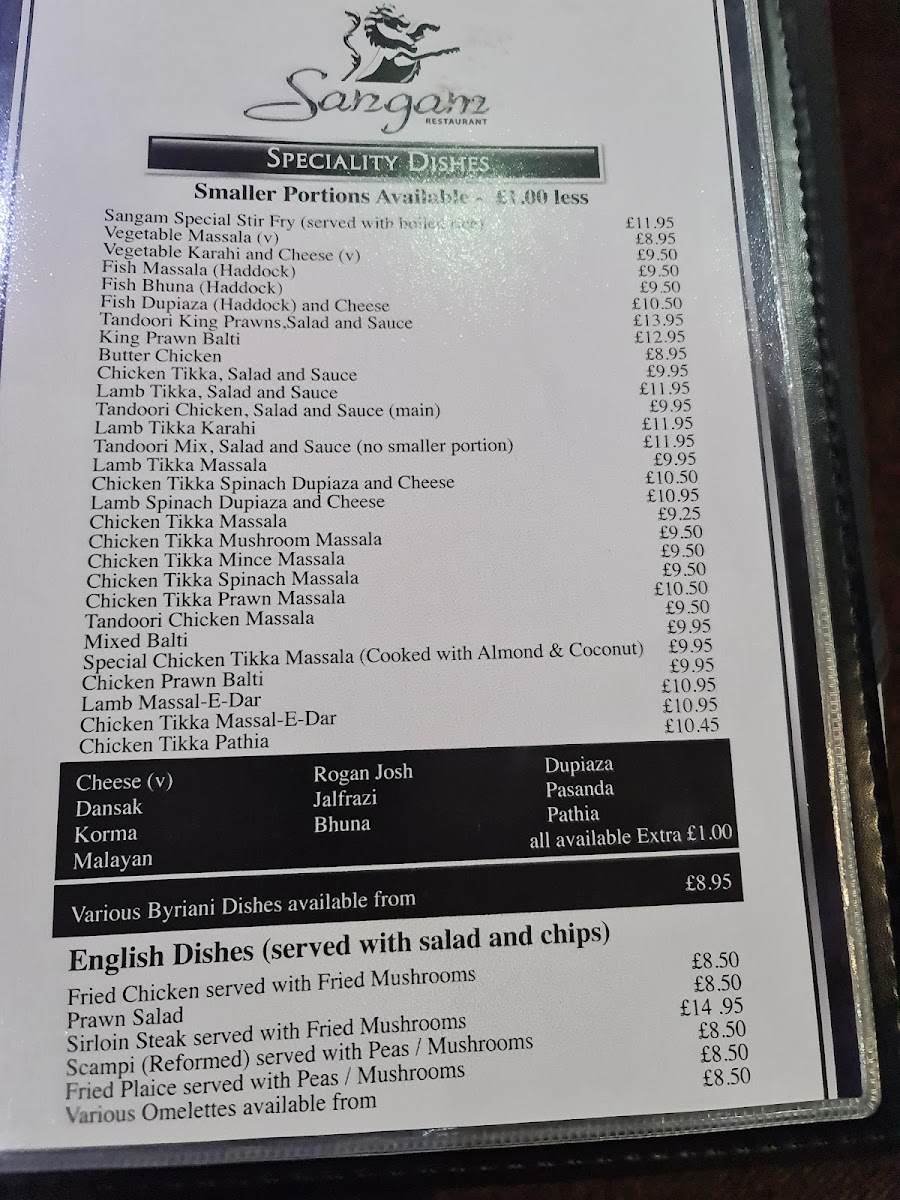 Sangam
RESTAURANT
SPECIALITY DISHES
Smaller Portions Available - £1.00 less
Sangam Special Stir Fry (served with boiled rice) £11.95
Vegetable Massala (v) £8.95
Vegetable Karahi and Cheese (v) £9.50
Fish Massala (Haddock) £9.50
Fish Bhuna (Haddock) £9.50
Fish Dupiaza (Haddock) and Cheese £10.50
Tandoori King Prawns,Salad and Sauce £13.95
King Prawn Balti £12.95
Butter Chicken £8.95
Chicken Tikka, Salad and Sauce £9.95
Lamb Tikka, Salad and Sauce £11.95
Tandoori Chicken, Salad and Sauce (main) £9.95
Lamb Tikka Karahi £11.95
Tandoori Mix, Salad and Sauce (no smaller portion) £11.95
Lamb Tikka Massala £9.95
Chicken Tikka Spinach Dupiaza and Cheese £10.50
Lamb Spinach Dupiaza and Cheese £10.95
Chicken Tikka Massala £9.25
Chicken Tikka Mushroom Massala £9.50
Chicken Tikka Mince Massala £9.50
Chicken Tikka Spinach Massala £9.50
Chicken Tikka Prawn Massala £10.50
Tandoori Chicken Massala £9.50
Mixed Balti £9.95
Special Chicken Tikka Massala (Cooked with Almond & Coconut) £9.95
Chicken Prawn Balti £9.95
Lamb Massal-E-Dar £10.95
Chicken Tikka Massal-E-Dar £10.95
Chicken Tikka Pathia £10.45
Cheese (v) Rogan Josh Dupiaza
Dansak Jalfrazi Pasanda
Korma Bhuna Pathia
Malayan all available Extra £1.00
Various Byriani Dishes available from £8.95
English Dishes (served with salad and chips)
Fried Chicken served with Fried Mushrooms £8.50
Prawn Salad £8.50
Sirloin Steak served with Fried Mushrooms £14 .95
Scampi (Reformed) served with Peas / Mushrooms £8.50
Fried Plaice served with Peas / Mushrooms £8.50
Various Omelettes available from £8.50